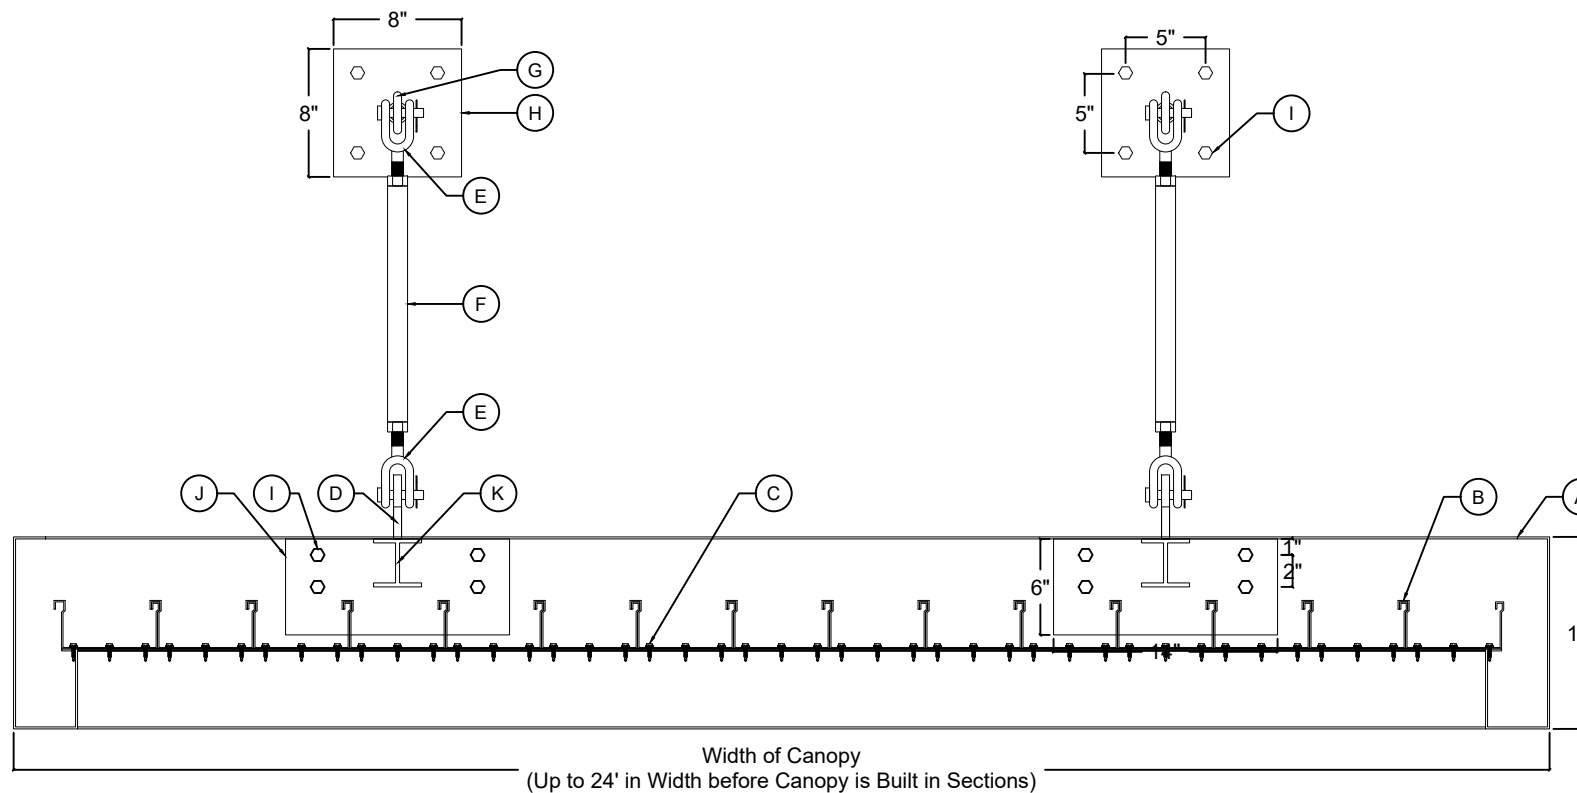 8"
5"
G
8"
H
5"
I
E
F
E
J
I
D
K
C
B
1"
2"
6"
14"
Width of Canopy
(Up to 24' in Width before Canopy is Built in Sections)